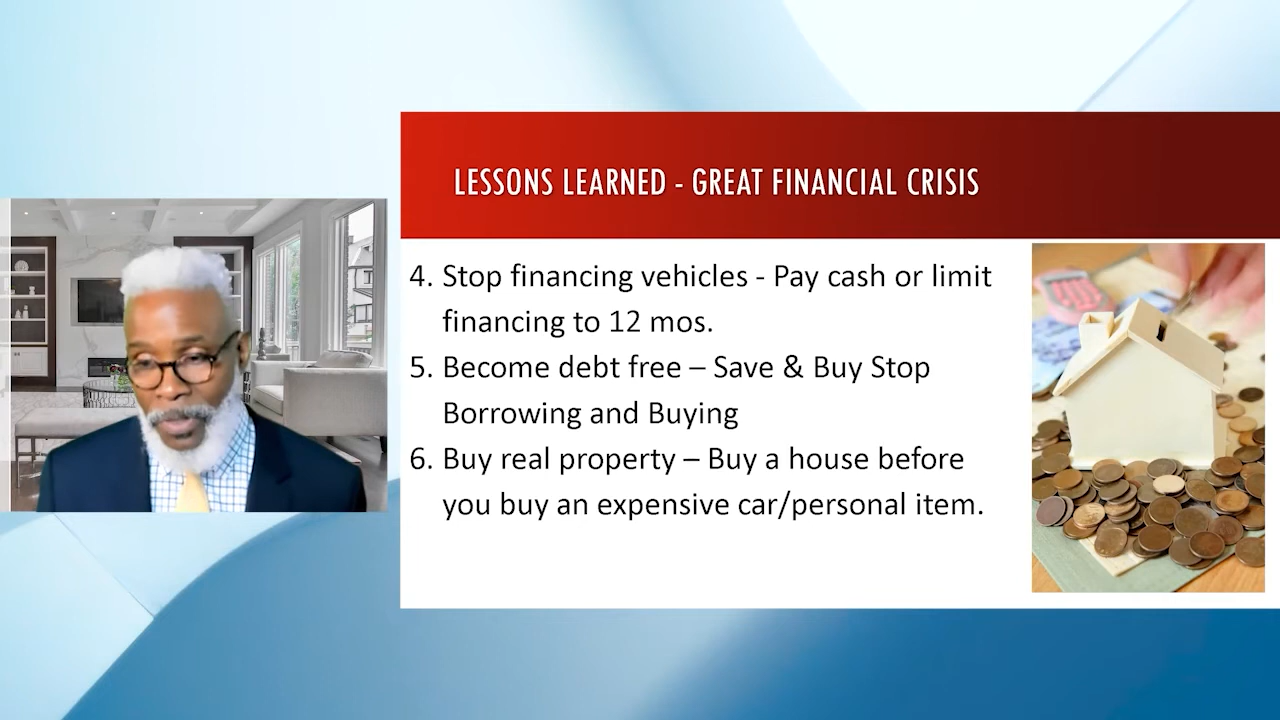 LESSONS LEARNED - GREAT FINANCIAL CRISIS
4. Stop financing vehicles - Pay cash or limit
financing to 12 mos.
5. Become debt free – Save & Buy Stop
Borrowing and Buying
6. Buy real property – Buy a house before
you buy an expensive car/personal item.